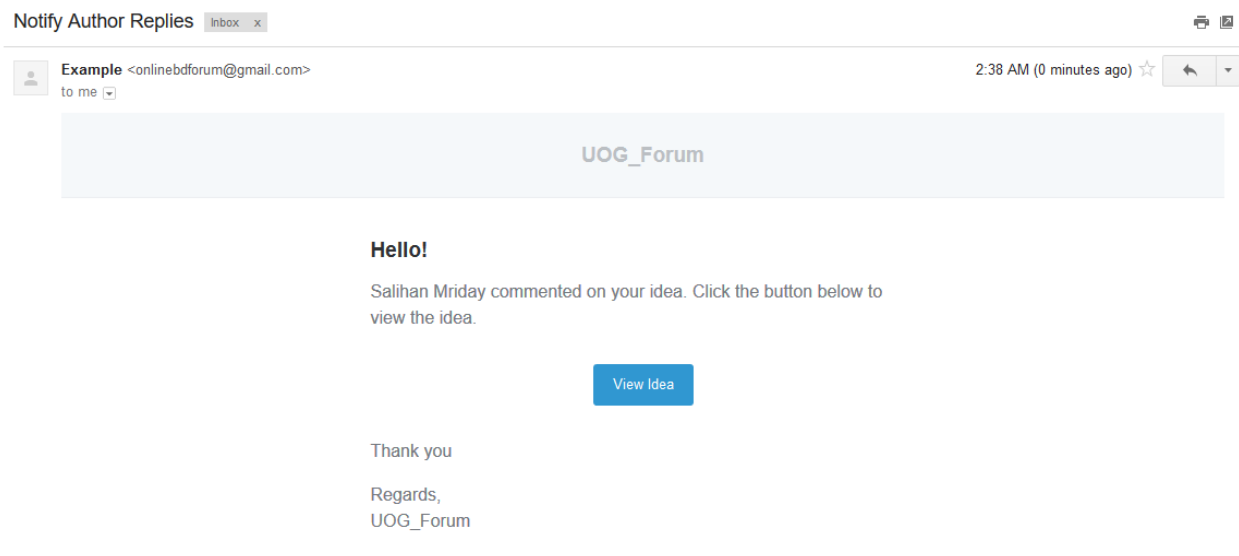 Notify Author Replies Inbox x
Example <onlinebdforum@gmail.com> 2:38 AM (0 minutes ago)
to me
UOG_Forum
Hello!
Salihan Mriday commented on your idea. Click the button below to
view the idea.
View Idea
Thank you
Regards,
UOG_Forum